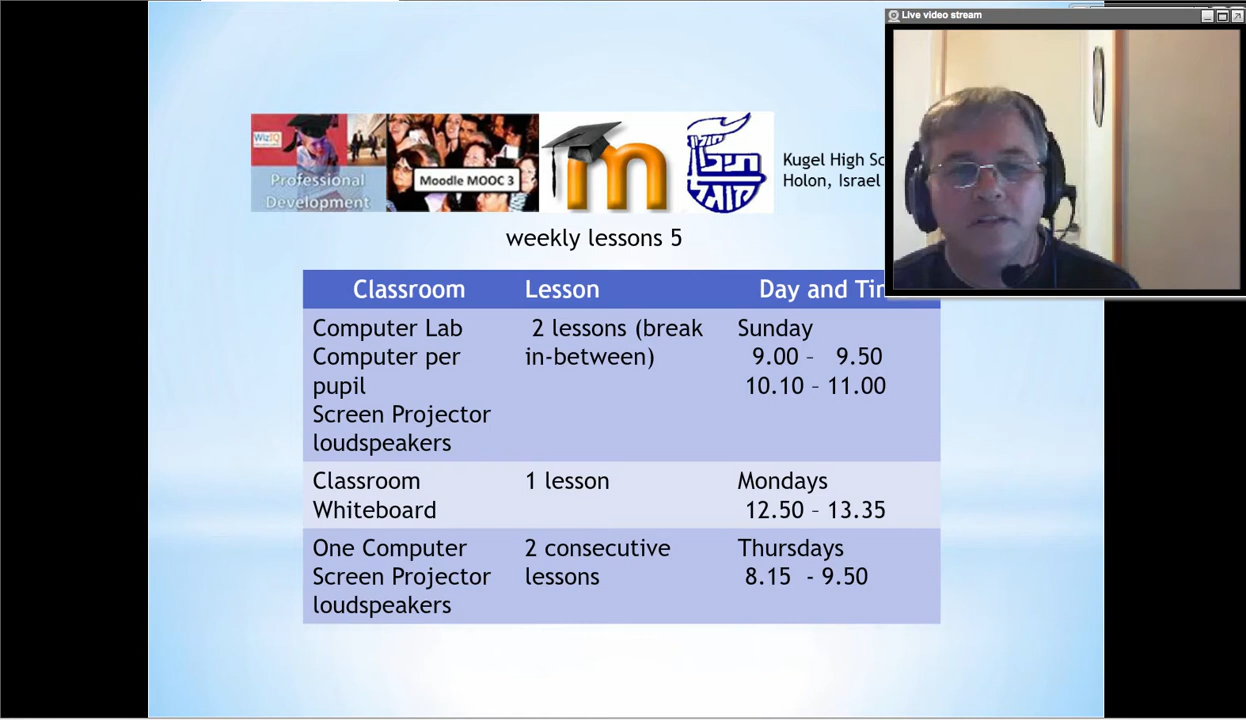 Live video stream
WizIQ
Professional
Development
Moodle MOOC 3
m
Kugel High Sc
Holon, Israel
weekly lessons 5
Classroom Lesson Day and Tim
Computer Lab 2 lessons (break Sunday
Computer per in-between) 9.00 - 9.50
pupil 10.10 - 11.00
Screen Projector
loudspeakers
Classroom 1 lesson Mondays
Whiteboard 12.50 - 13.35
One Computer 2 consecutive Thursdays
Screen Projector lessons 8.15 - 9.50
loudspeakers